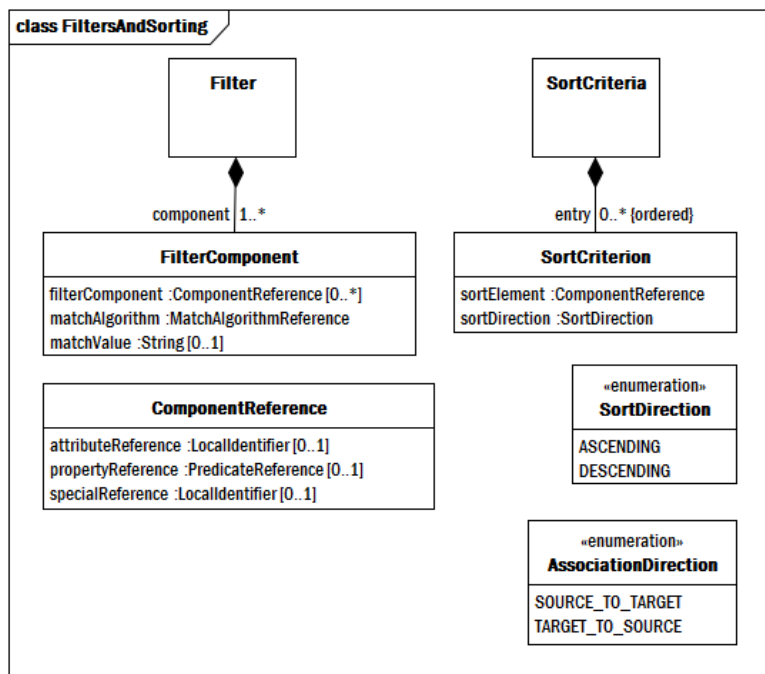 class FiltersAndSorting
Filter
component 1..*
FilterComponent
filterComponent :ComponentReference [0..*]
matchAlgorithm :MatchAlgorithmReference
matchValue :String [0..1]
ComponentReference
attributeReference :LocalIdentifier [0..1]
propertyReference :PredicateReference [0..1]
specialReference :LocalIdentifier [0..1]
SortCriteria
entry 0..* {ordered}
SortCriterion
sortElement :ComponentReference
sortDirection :SortDirection
«enumeration»
SortDirection
ASCENDING
DESCENDING
«enumeration»
AssociationDirection
SOURCE_TO_TARGET
TARGET_TO_SOURCE